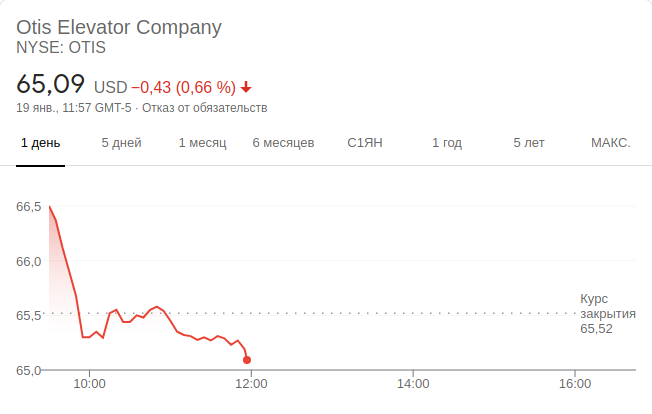 Otis Elevator Company
NYSE: OTIS
65,09 USD −0,43 (0,66 %)
19 янв., 11:57 GMT-5 · Отказ от обязательств
1 день 5 дней 1 месяц 6 месяцев С1ЯН 1 год 5 лет МАКС.
66,5
66,0
65,5
65,0
Курс
закрытия
65,52
10:00 12:00 14:00 16:00